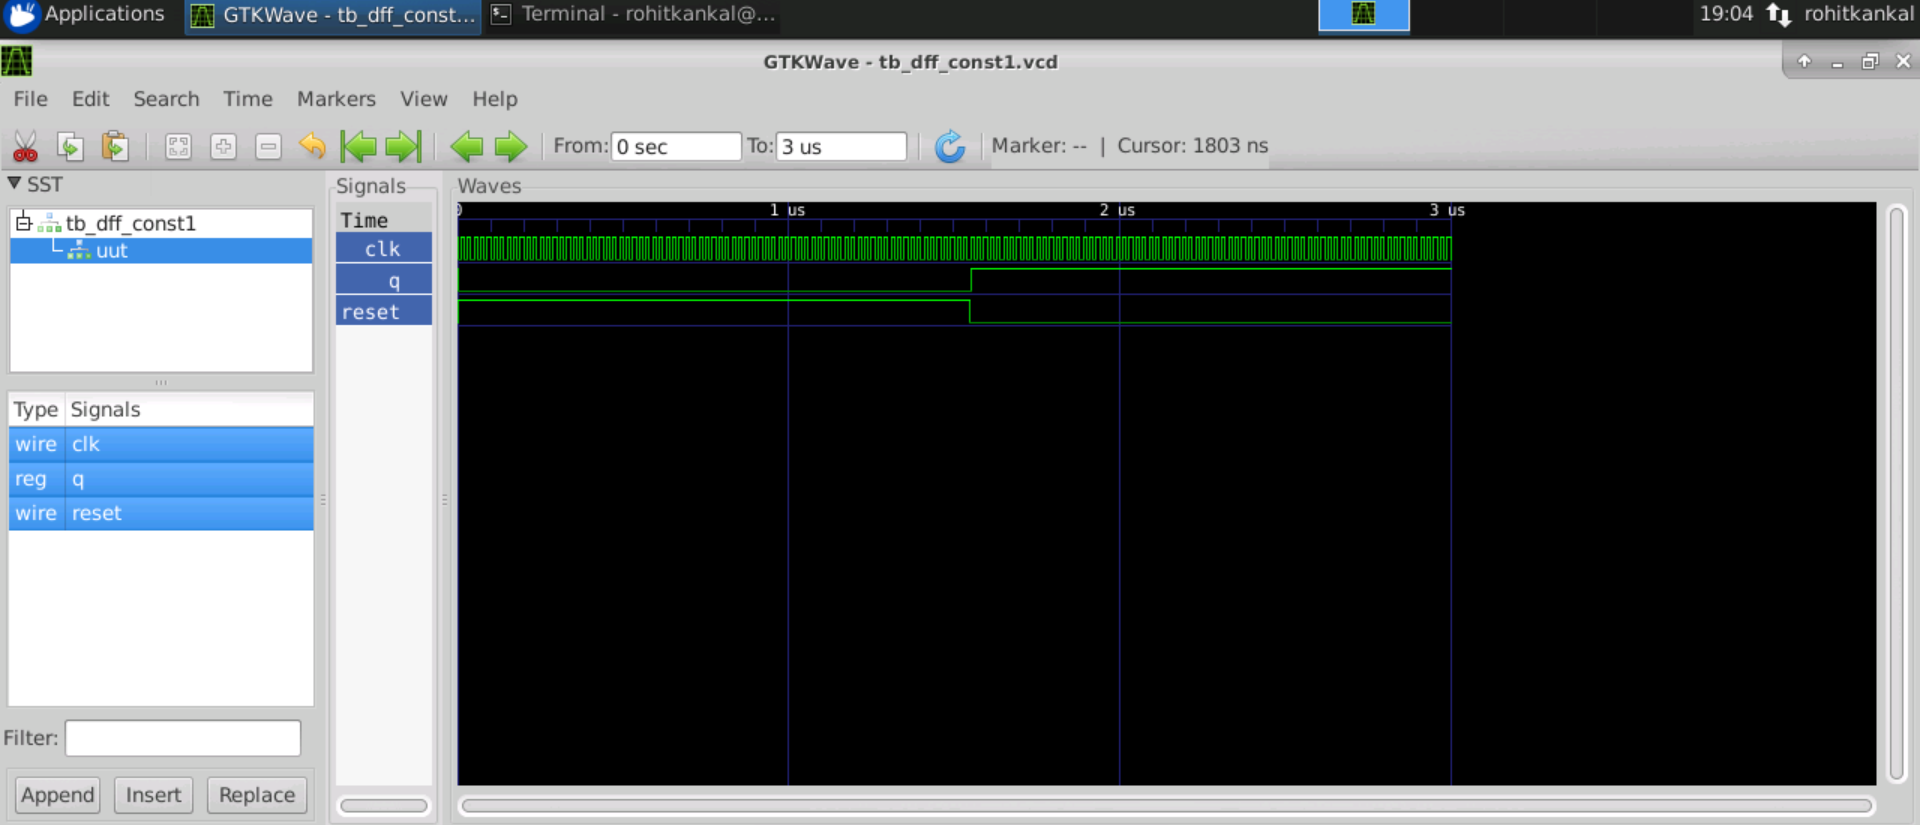 Applications GTKWave - tb_dff_const... Terminal - rohitkankal@... 19:04 rohitkankal
GTKWave - tb_dff_const1.vcd
File Edit Search Time Markers View Help
From: 0 sec To: 3 us Marker: -- | Cursor: 1803 ns
SST
tb_dff_const1
uut
Type Signals
wire clk
reg q
wire reset
Filter:
Append Insert Replace
Signals
Time
clk
q
reset
Waves
0 1 us 2 us 3 us